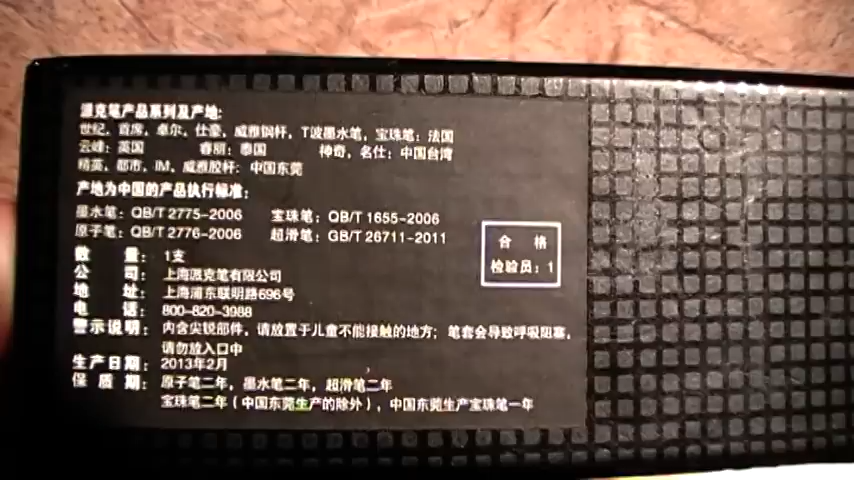 派克笔产品系列及产地:
世纪, 首席, 卓尔, 仕豪, 威雅钢杆, T波墨水笔, 宝珠笔: 法国
云峰: 英国 睿丽: 泰国 神奇, 名仕: 中国台湾
精英, 都市, IM, 威雅胶杆: 中国东莞
产地为中国的产品执行标准:
墨水笔: QB/T 2775-2006 宝珠笔: QB/T 1655-2006
原子笔: QB/T 2776-2006 超滑笔: GB/T 26711-2011
合格
检验员: 1
数量: 1支
公司: 上海派克笔有限公司
地址: 上海浦东联明路696号
电话: 800-820-3988
警示说明: 内含尖锐部件, 请放置于儿童不能接触的地方; 笔套会导致呼吸阻塞,
请勿放入口中
生产日期: 2013年2月
保质期: 原子笔二年, 墨水笔二年, 超滑笔二年
宝珠笔二年 (中国东莞生产的除外), 中国东莞生产宝珠笔一年